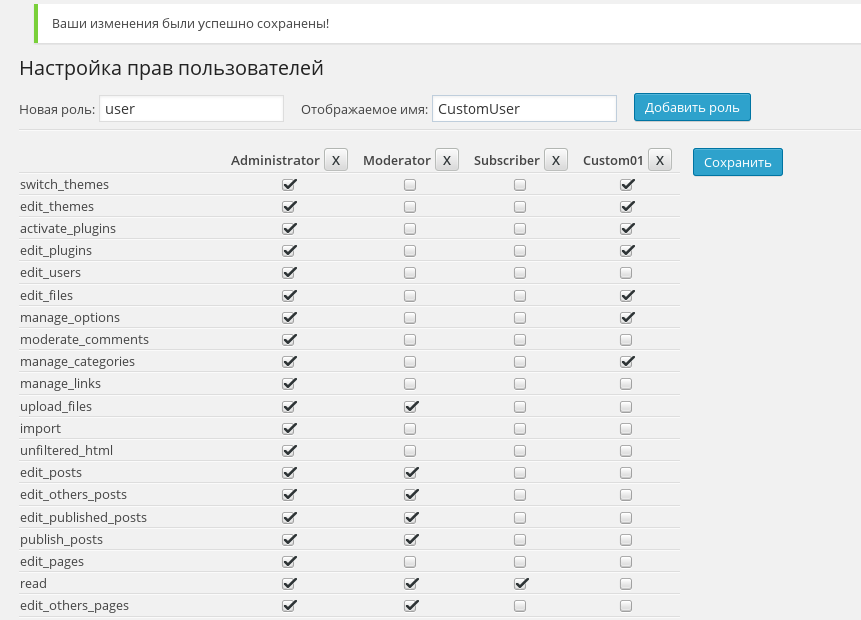 Ваши изменения были успешно сохранены!
Настройка прав пользователей
Новая роль: user Отображаемое имя: CustomUser Добавить роль
Administrator X Moderator X Subscriber X Custom01 X Сохранить
switch_themes
edit_themes
activate_plugins
edit_plugins
edit_users
edit_files
manage_options
moderate_comments
manage_categories
manage_links
upload_files
import
unfiltered_html
edit_posts
edit_others_posts
edit_published_posts
publish_posts
edit_pages
read
edit_others_pages